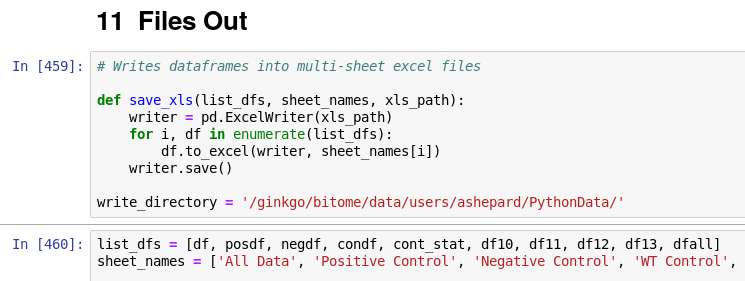 11 Files Out
In [459]:
# Writes dataframes into multi-sheet excel files
def save_xls(list_dfs, sheet_names, xls_path):
    writer = pd.ExcelWriter(xls_path)
    for i, df in enumerate(list_dfs):
        df.to_excel(writer, sheet_names[i])
    writer.save()
write_directory = '/ginkgo/bitome/data/users/ashepard/PythonData/'
In [460]:
list_dfs = [df, posdf, negdf, condf, cont_stat, df10, df11, df12, df13, dfall]
sheet_names = ['All Data', 'Positive Control', 'Negative Control', 'WT Control',